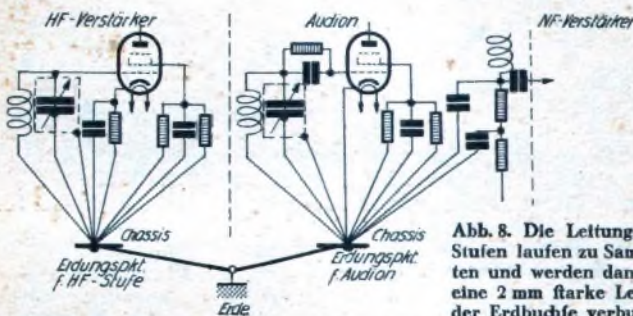 HF-Verstärker
Audion
NF-Verstärker
Chassis
Erdungspkt.
f. HF-Stufe
Chassis
Erdungspkt.
f. Audion
Erde
Abb. 8. Die Leitung
Stufen laufen zu Sam
ten und werden dan
eine 2 mm ſtarke Le
der Erdbuchſe verbu